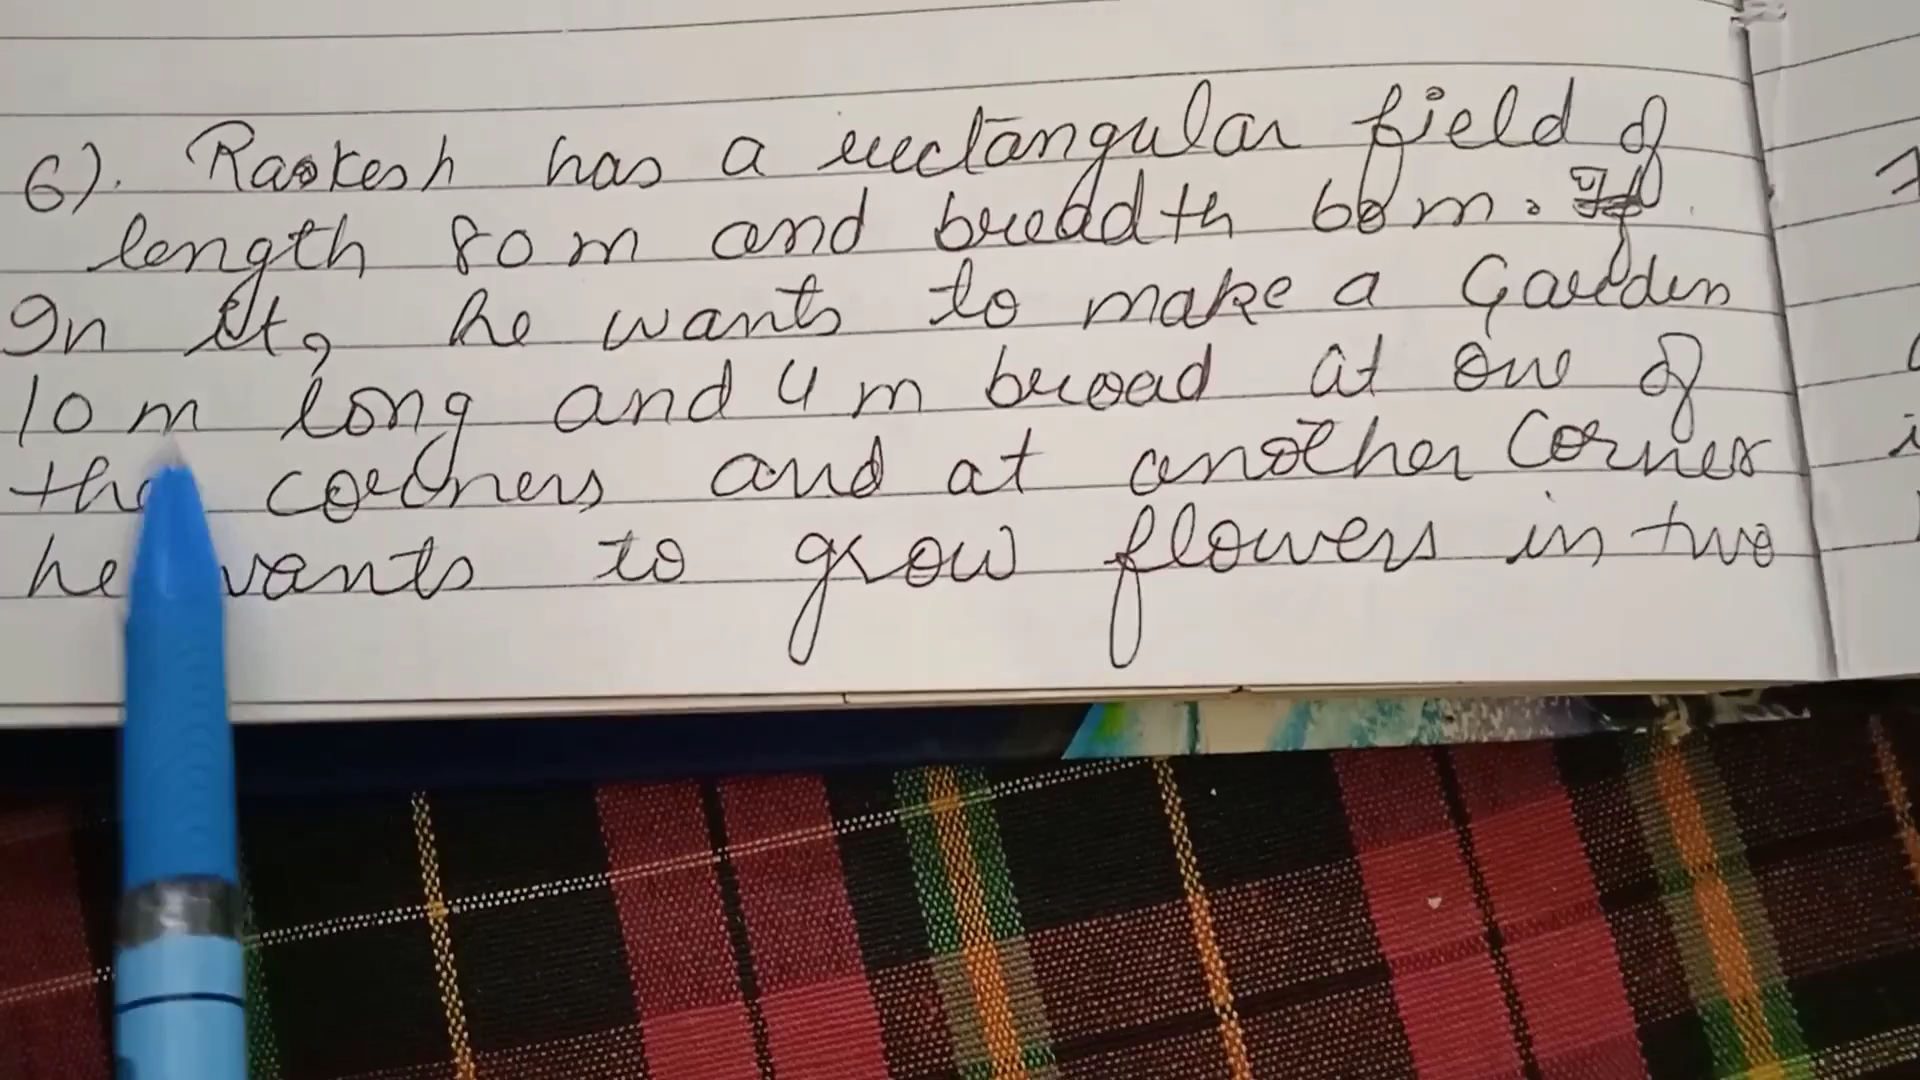 6). Raakesh has a rectangular field of
length 80 m and breadth 60 m.
In it, he wants to make a Garden
10 m long and 4 m broad at one of
the corners and at another corner
he wants to grow flowers in two